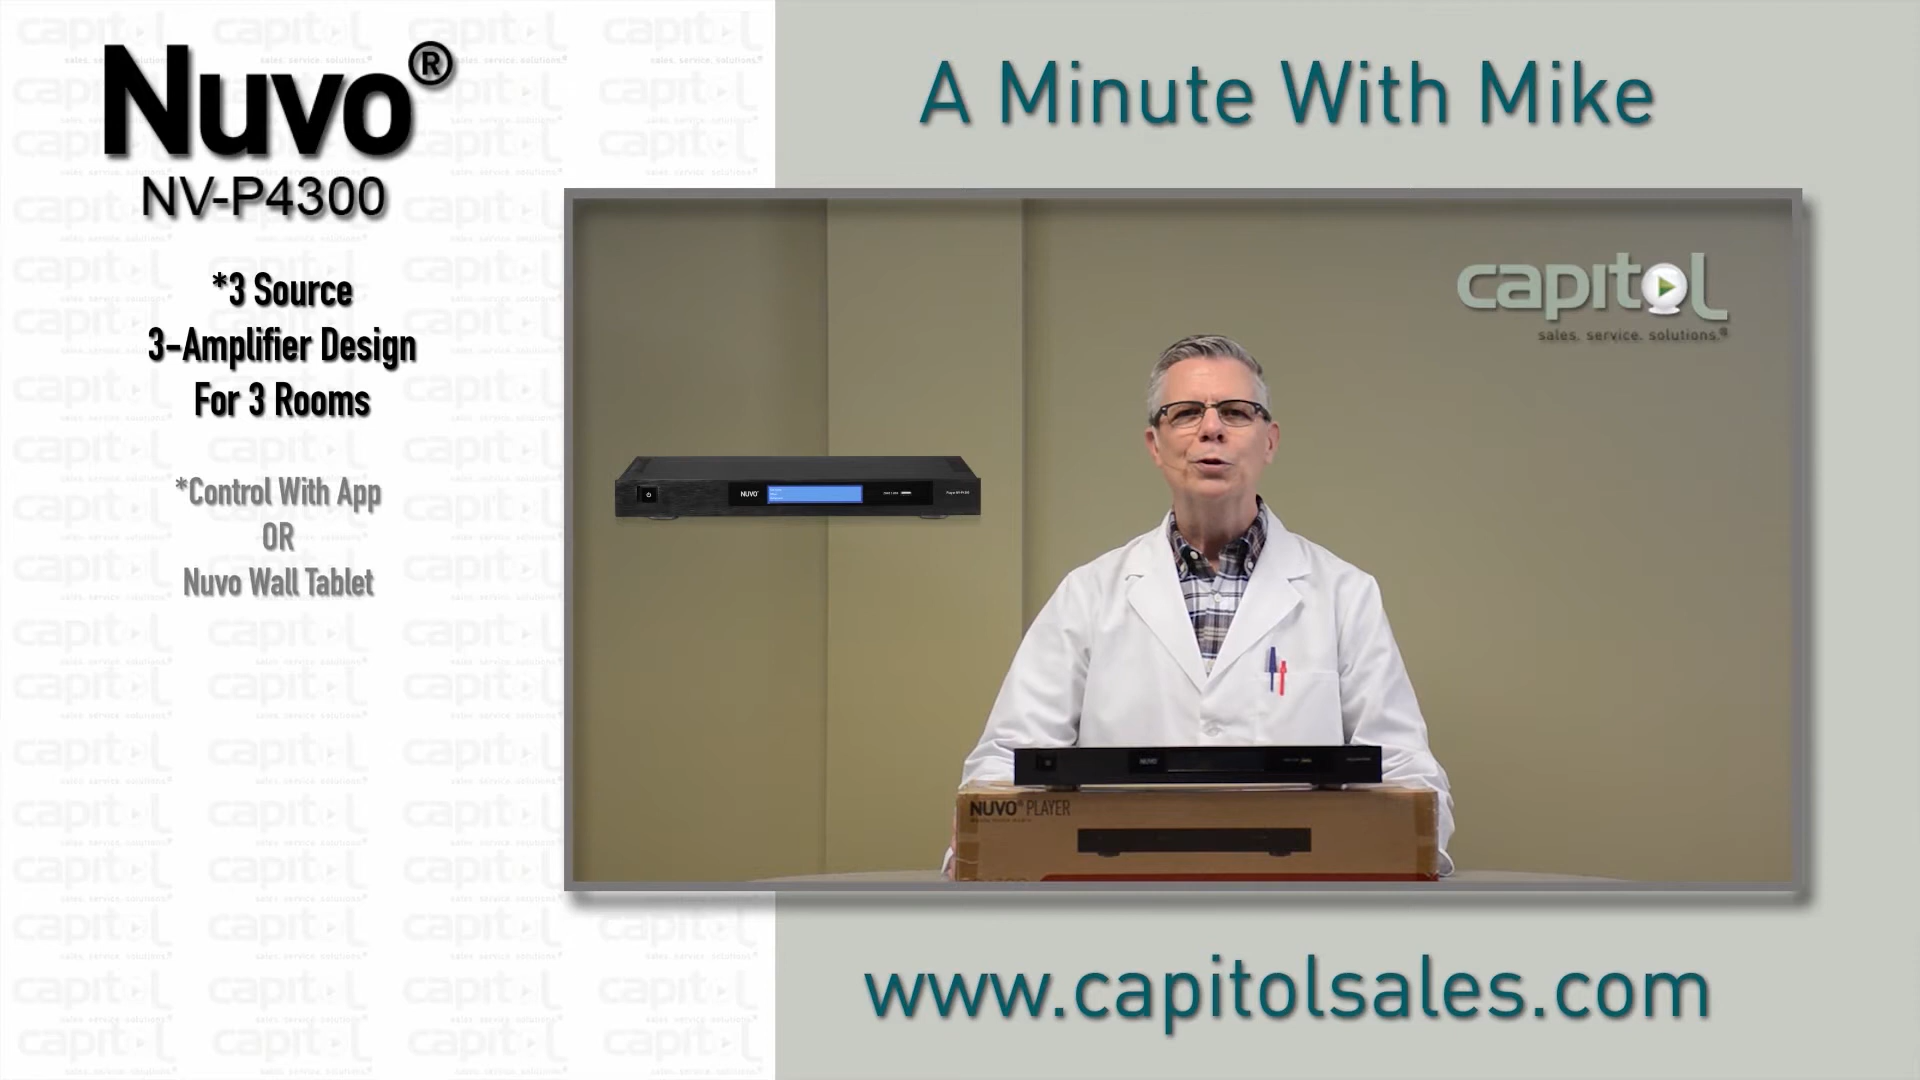 Nuvo®
NV-P4300
*3 Source
3-Amplifier Design
For 3 Rooms
*Control With App
OR
Nuvo Wall Tablet
A Minute With Mike
capitol
sales. service. solutions.®
NUVO
NUVO
NUVO® PLAYER
www.capitolsales.com